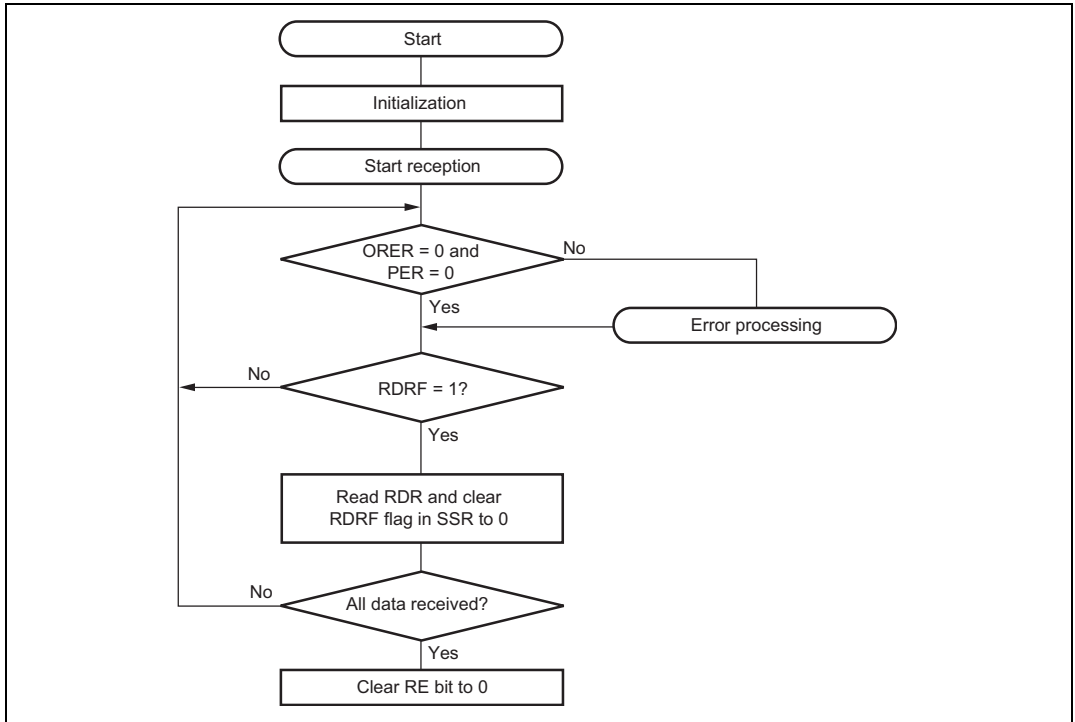 Start
Initialization
Start reception
ORER = 0 and
PER = 0
No
Yes
Error processing
No
RDRF = 1?
Yes
Read RDR and clear
RDRF flag in SSR to 0
No
All data received?
Yes
Clear RE bit to 0